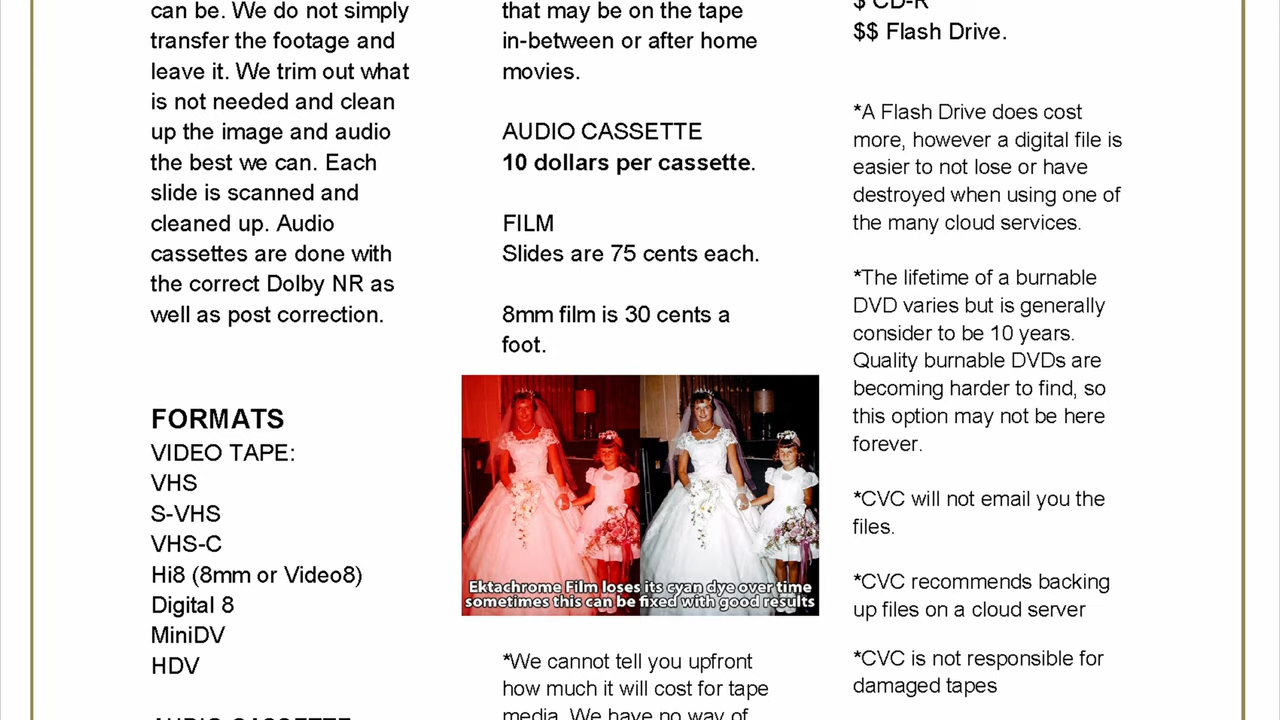 can be. We do not simply
transfer the footage and
leave it. We trim out what
is not needed and clean
up the image and audio
the best we can. Each
slide is scanned and
cleaned up. Audio
cassettes are done with
the correct Dolby NR as
well as post correction.
FORMATS
VIDEO TAPE:
VHS
S-VHS
VHS-C
Hi8 (8mm or Video8)
Digital 8
MiniDV
HDV
AUDIO CASSETTE
that may be on the tape
in-between or after home
movies.
AUDIO CASSETTE
10 dollars per cassette.
FILM
Slides are 75 cents each.
8mm film is 30 cents a
foot.
Ektachrome Film loses its cyan dye over time
sometimes this can be fixed with good results
*We cannot tell you upfront
how much it will cost for tape
media. We have no way of
$ CD-R
$$ Flash Drive.
*A Flash Drive does cost
more, however a digital file is
easier to not lose or have
destroyed when using one of
the many cloud services.
*The lifetime of a burnable
DVD varies but is generally
consider to be 10 years.
Quality burnable DVDs are
becoming harder to find, so
this option may not be here
forever.
*CVC will not email you the
files.
*CVC recommends backing
up files on a cloud server
*CVC is not responsible for
damaged tapes